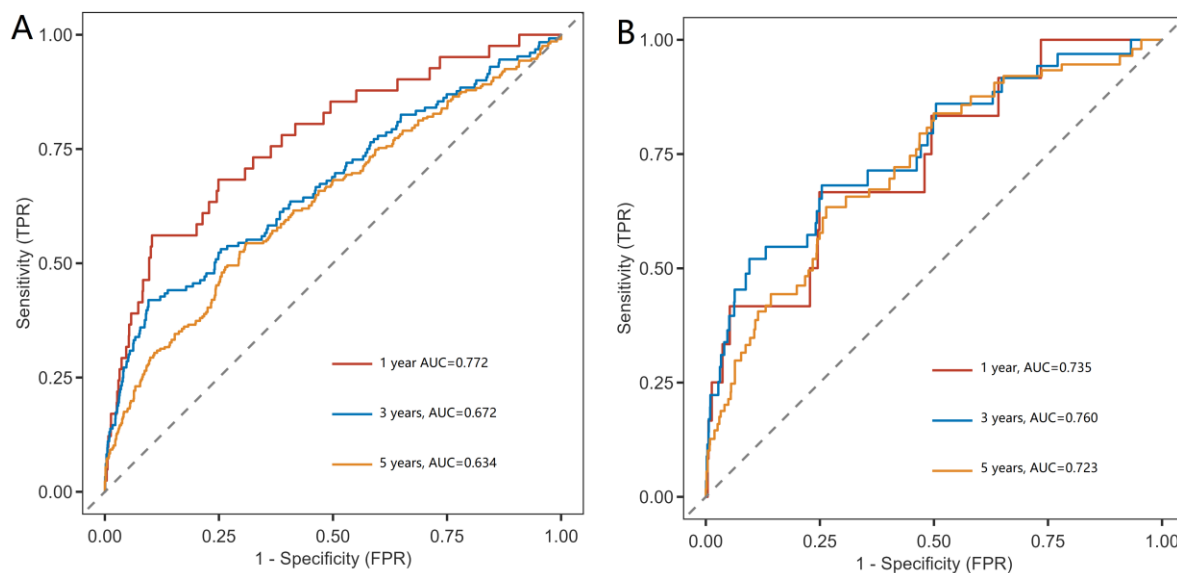 A
1.00
0.75
0.50
0.25
0.00
Sensitivity (TPR)
1 year AUC=0.772
3 years, AUC=0.672
5 years, AUC=0.634
0.00 0.25 0.50 0.75 1.00
1 - Specificity (FPR)
B
1.00
0.75
0.50
0.25
0.00
Sensitivity (TPR)
1 year, AUC=0.735
3 years, AUC=0.760
5 years, AUC=0.723
0.00 0.25 0.50 0.75 1.00
1 - Specificity (FPR)